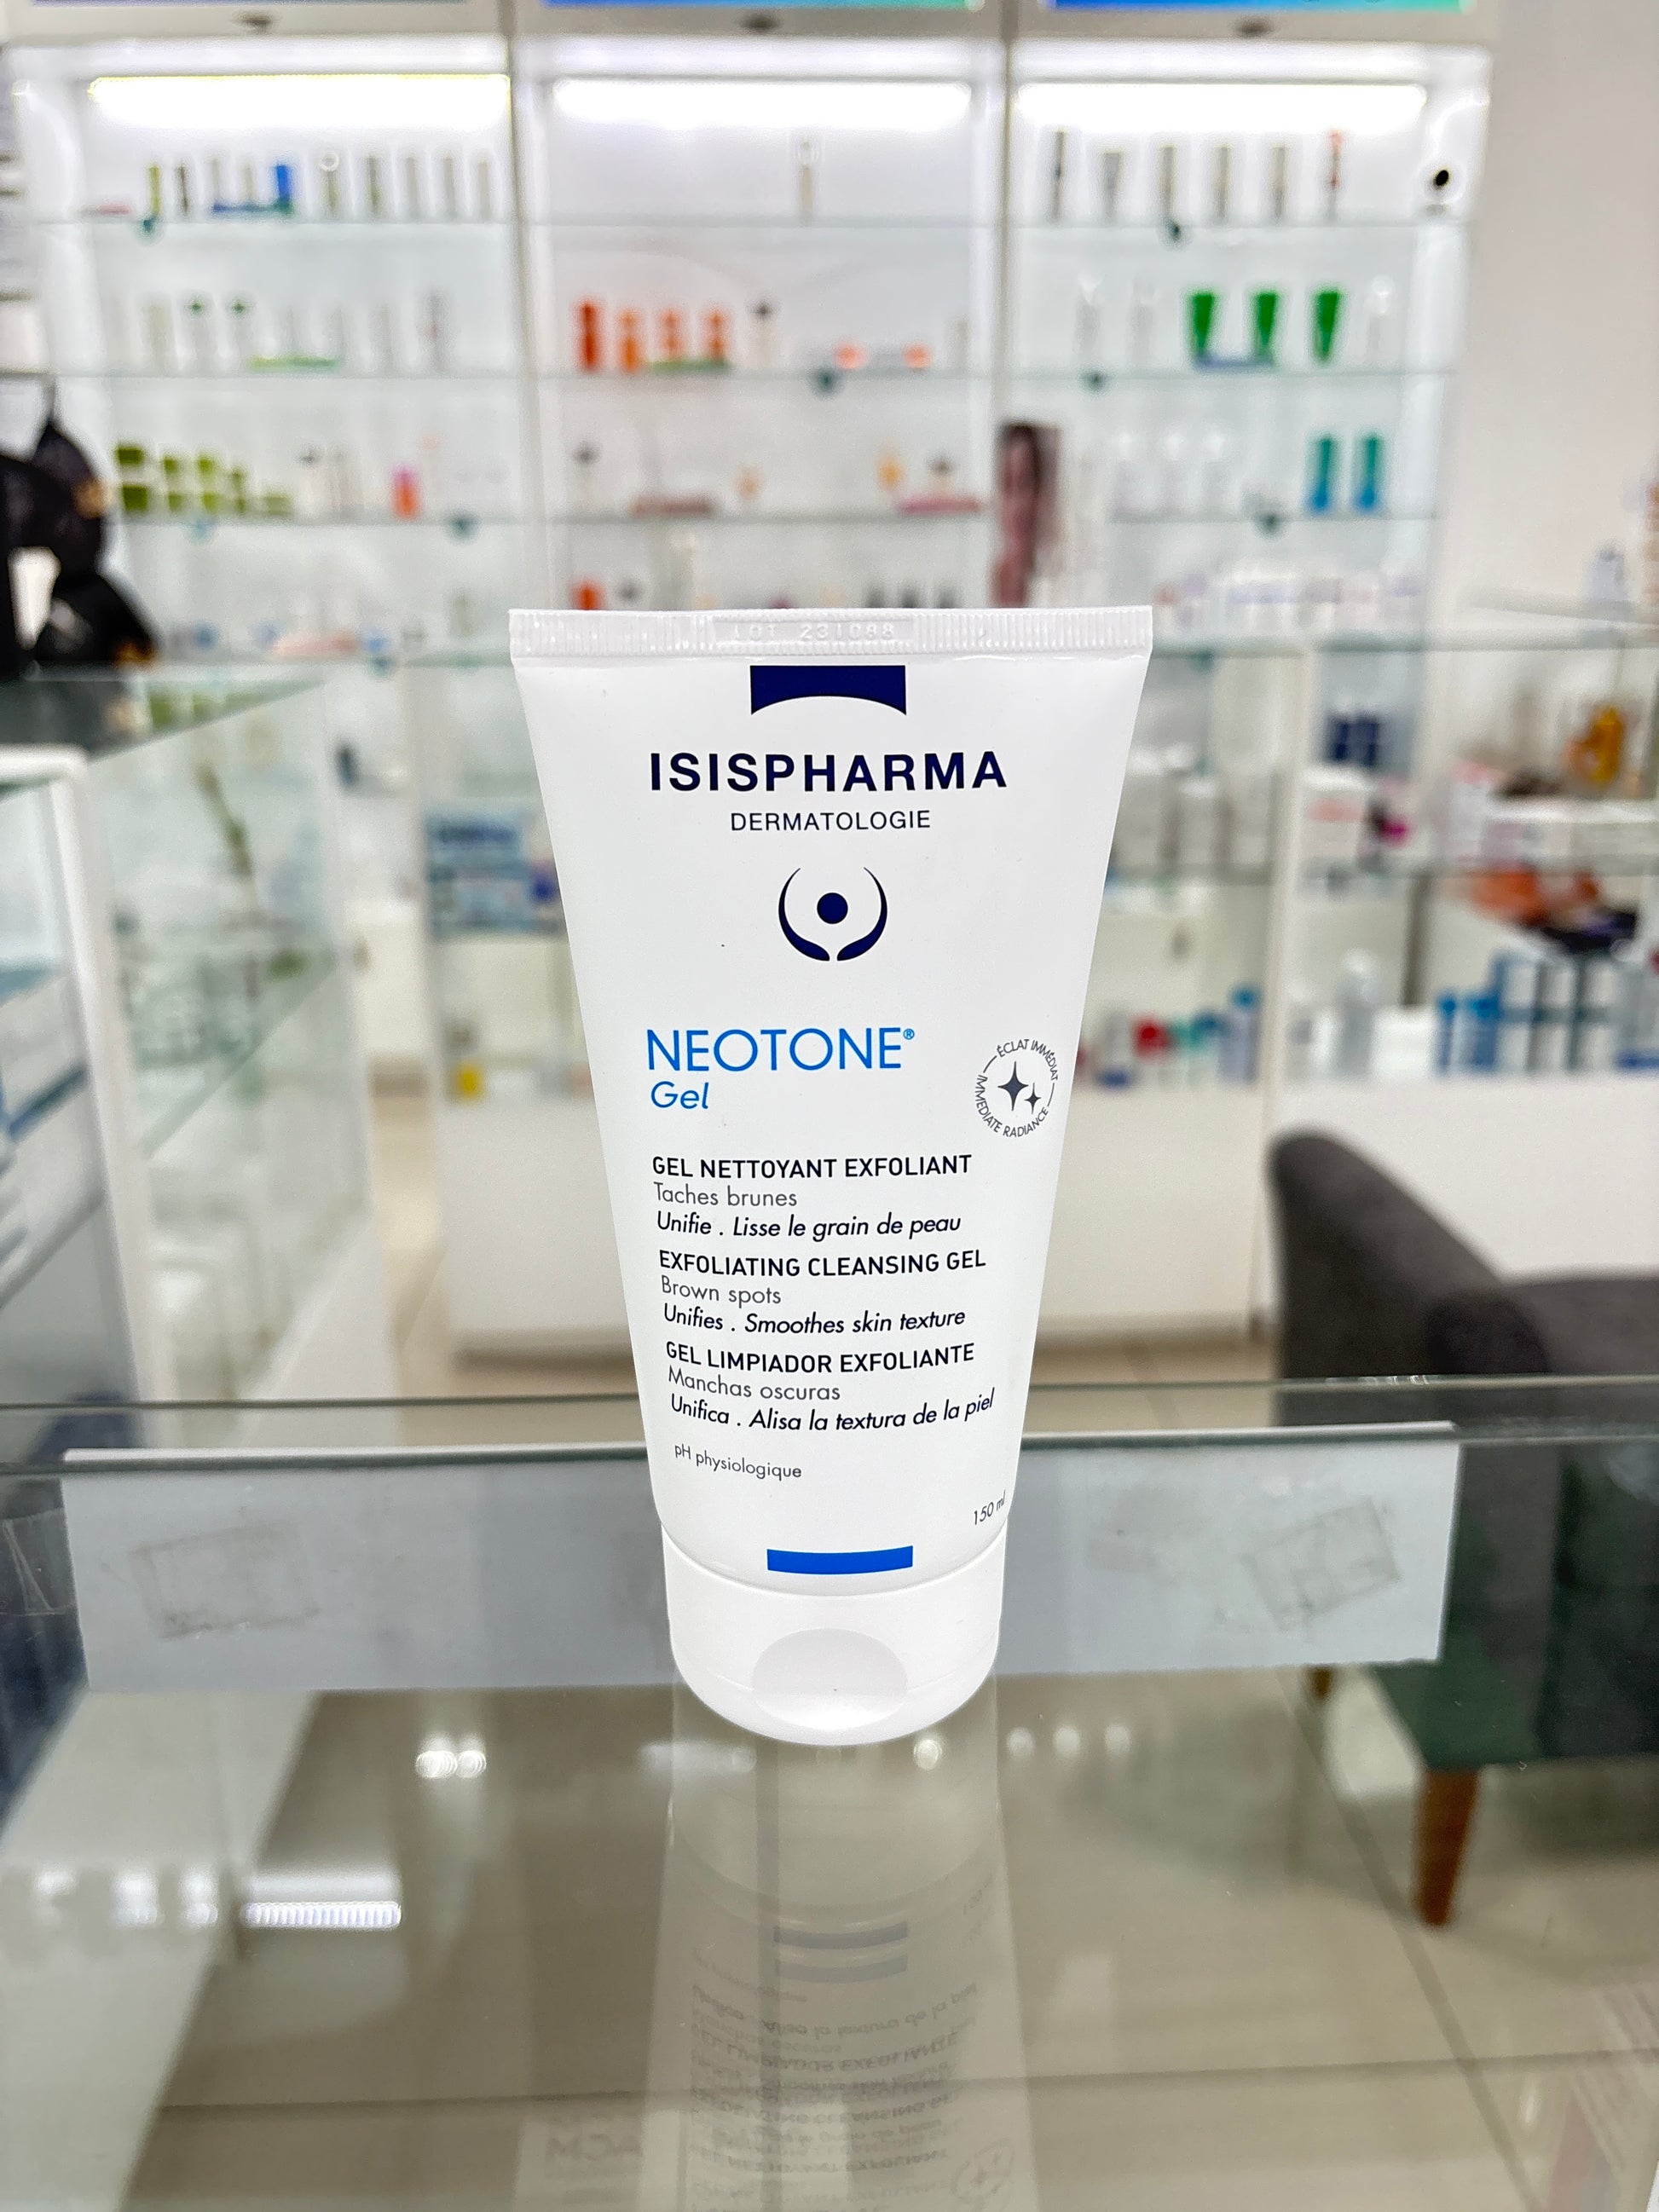 LOT 231088
ISISPHARMA
DERMATOLOGIE
NEOTONE®
Gel
ÉCLAT IMMÉDIAT
IMMEDIATE RADIANCE
GEL NETTOYANT EXFOLIANT
Taches brunes
Unifie . Lisse le grain de peau
EXFOLIATING CLEANSING GEL
Brown spots
Unifies . Smoothes skin texture
GEL LIMPIADOR EXFOLIANTE
Manchas oscuras
Unifica . Alisa la textura de la piel
pH physiologique
150 ml